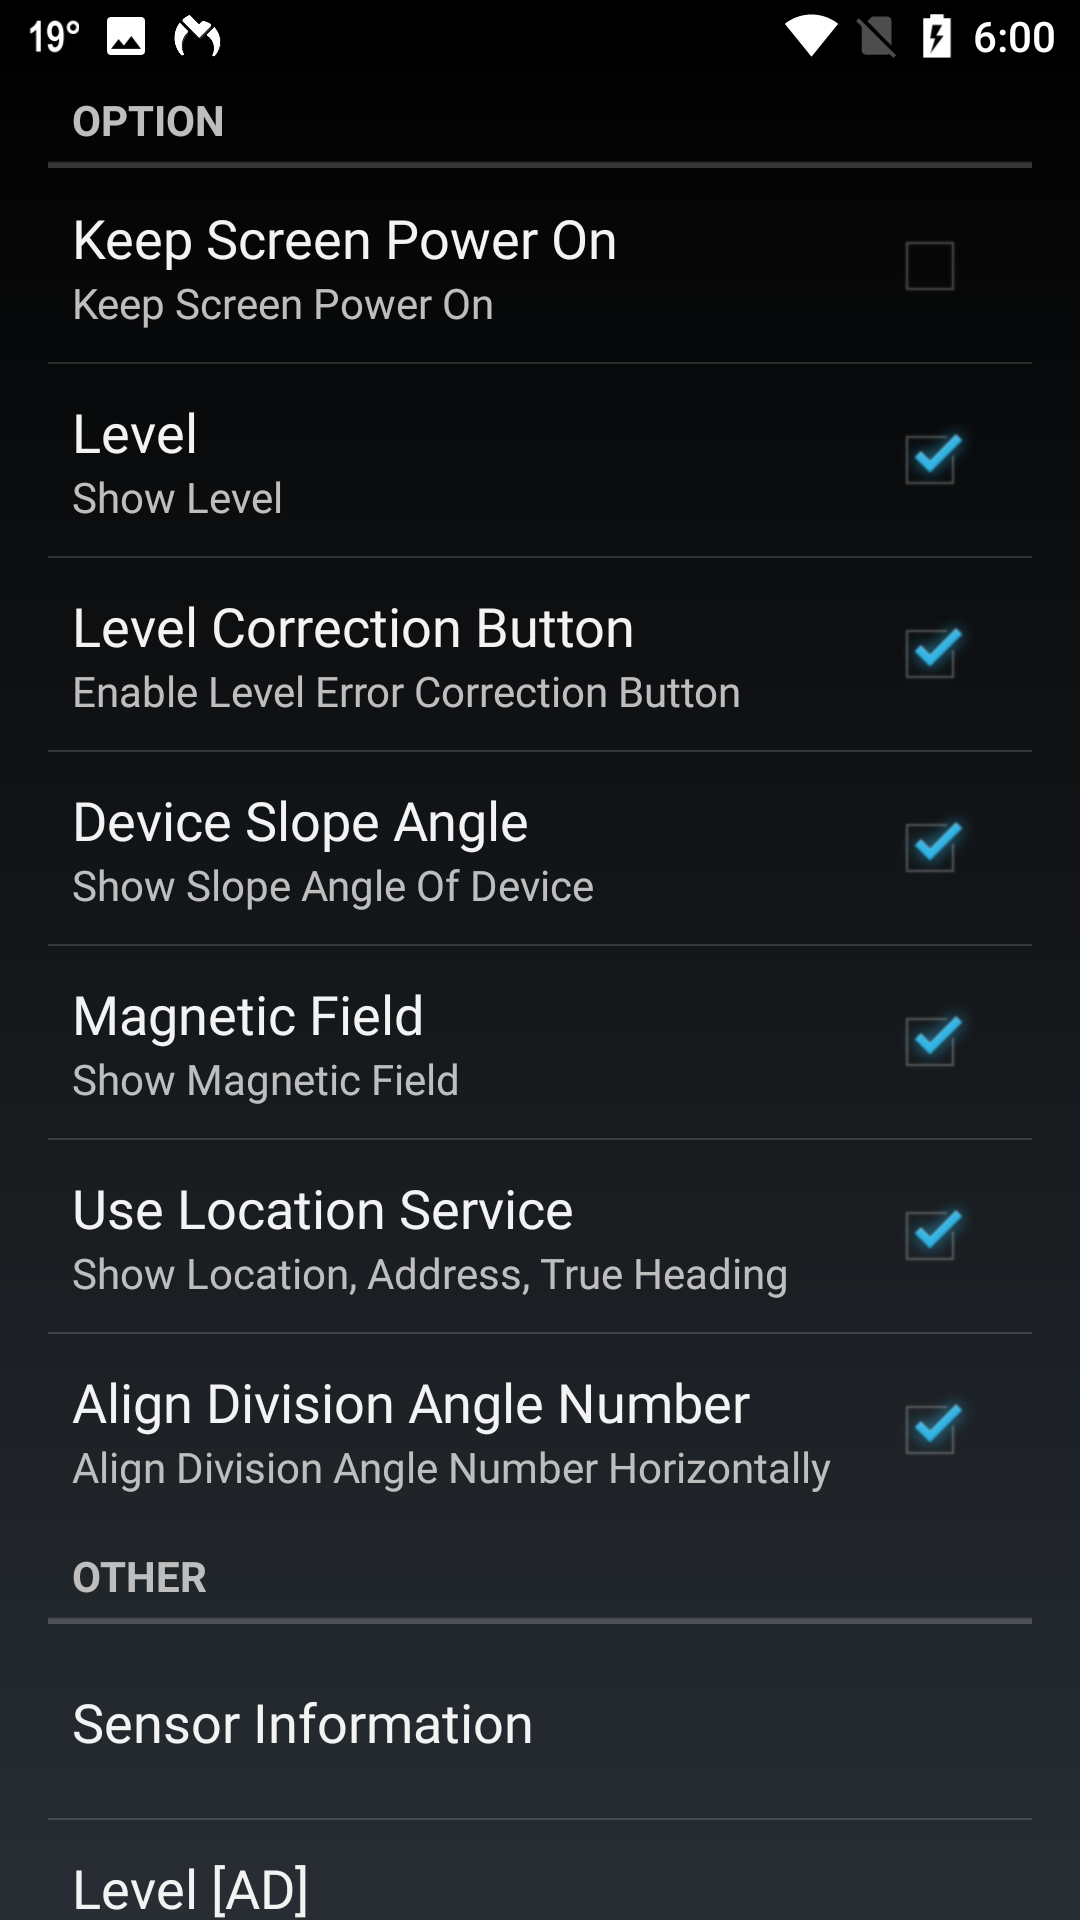 19° 6:00
OPTION
Keep Screen Power On
Keep Screen Power On
Level
Show Level
Level Correction Button
Enable Level Error Correction Button
Device Slope Angle
Show Slope Angle Of Device
Magnetic Field
Show Magnetic Field
Use Location Service
Show Location, Address, True Heading
Align Division Angle Number
Align Division Angle Number Horizontally
OTHER
Sensor Information
Level [AD]